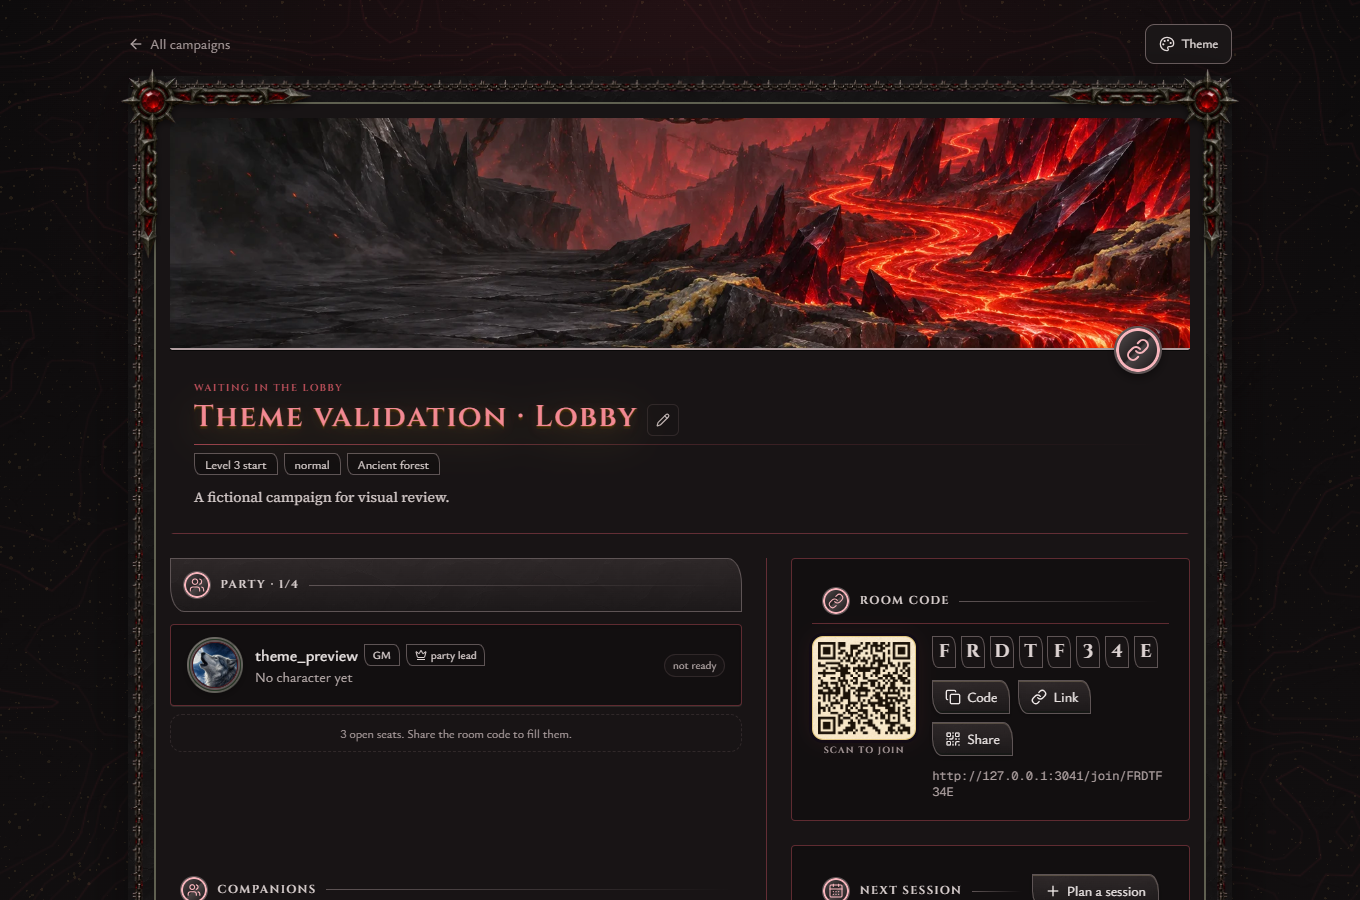 All campaigns
Theme
WAITING IN THE LOBBY
THEME VALIDATION · LOBBY
Level 3 start
normal
Ancient forest
A fictional campaign for visual review.
PARTY · 1/4
theme_preview
GM
party lead
No character yet
not ready
3 open seats. Share the room code to fill them.
COMPANIONS
ROOM CODE
F R D T F 3 4 E
Code
Link
Share
SCAN TO JOIN
http://127.0.0.1:3041/join/FRDTF
34E
NEXT SESSION
Plan a session